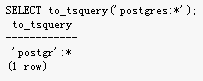 SELECT to_tsquery('postgres:*');
to_tsquery
------------
'postgr':*
(1 row)